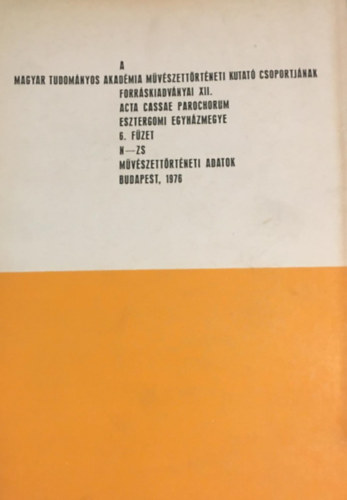 A
MAGYAR TUDOMÁNYOS AKADÉMIA MŰVÉSZETTÖRTÉNETI KUTATÓ CSOPORTJÁNAK
FORRÁSKIADVÁNYAI XII.
ACTA CASSAE PAROCHORUM
ESZTERGOMI EGYHÁZMEGYE
6. FÜZET
N—ZS
MŰVÉSZETTÖRTÉNETI ADATOK
BUDAPEST, 1976